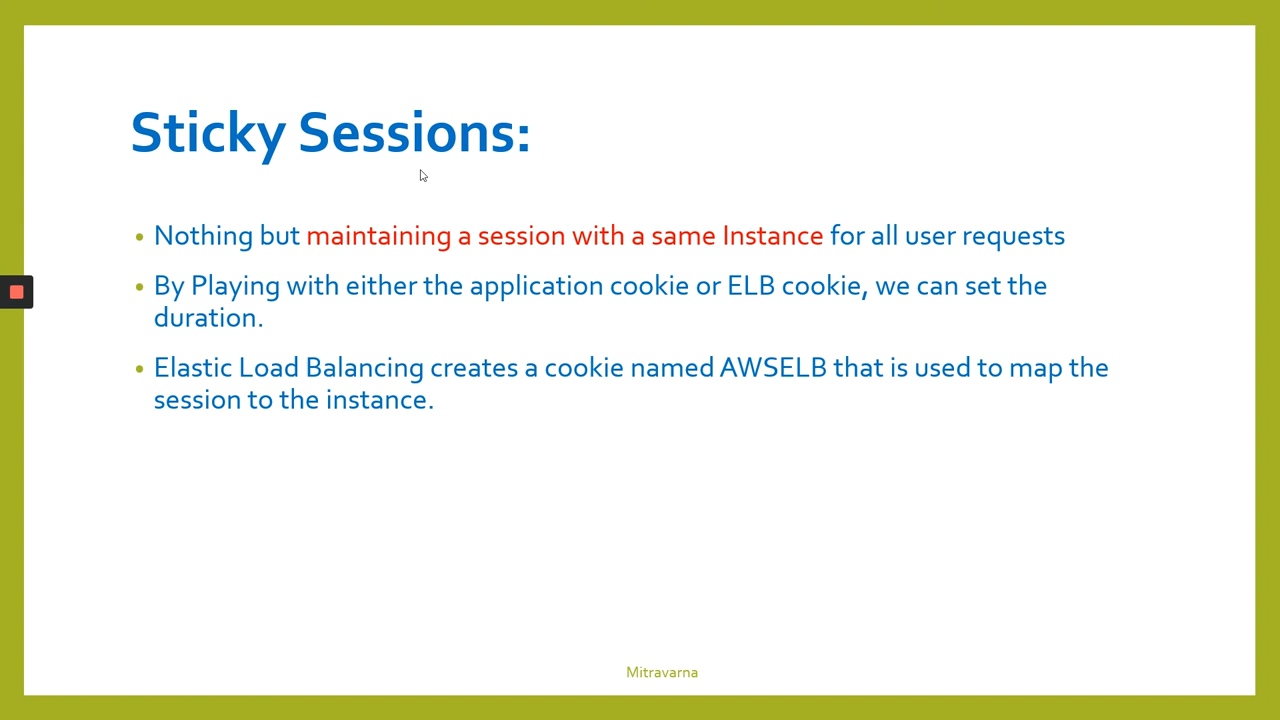 Sticky Sessions:
• Nothing but maintaining a session with a same Instance for all user requests
• By Playing with either the application cookie or ELB cookie, we can set the
duration.
• Elastic Load Balancing creates a cookie named AWSELB that is used to map the
session to the instance.
Mitravarna